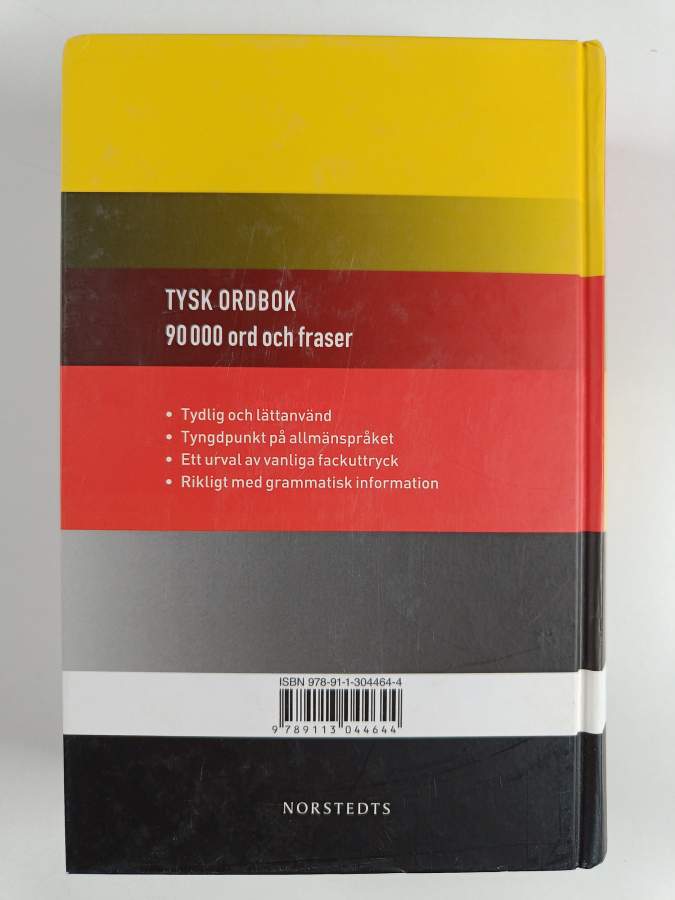 TYSK ORDBOK
90 000 ord och fraser
• Tydlig och lättanvänd
• Tyngdpunkt på allmänspråket
• Ett urval av vanliga fackuttryck
• Rikligt med grammatisk information
ISBN 978-91-1-304464-4
9 789113 044644
NORSTEDTS